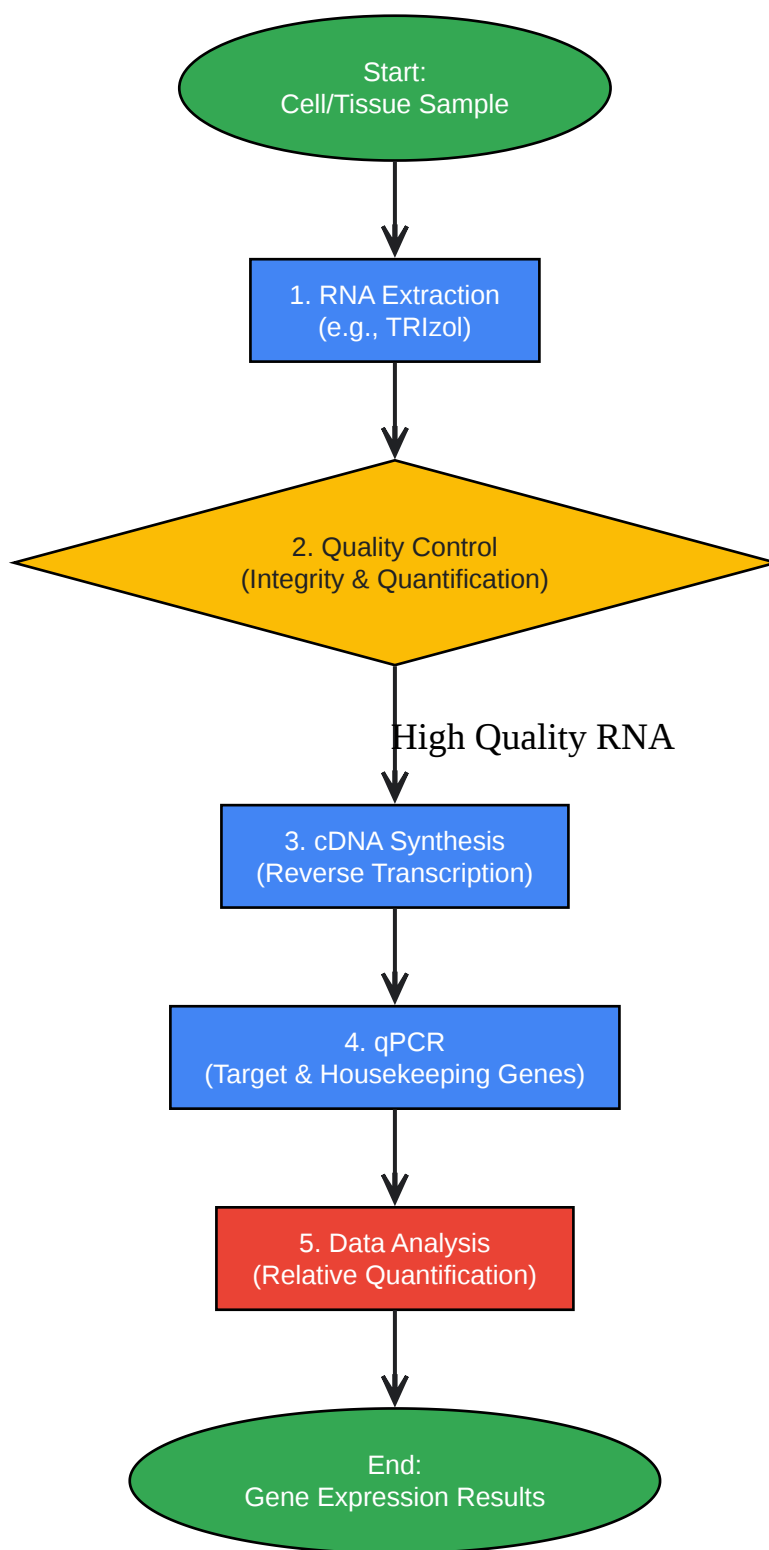 Start:
Cell/Tissue Sample
1. RNA Extraction
(e.g., TRIzol)
2. Quality Control
(Integrity & Quantification)
High Quality RNA
3. cDNA Synthesis
(Reverse Transcription)
4. qPCR
(Target & Housekeeping Genes)
5. Data Analysis
(Relative Quantification)
End:
Gene Expression Results